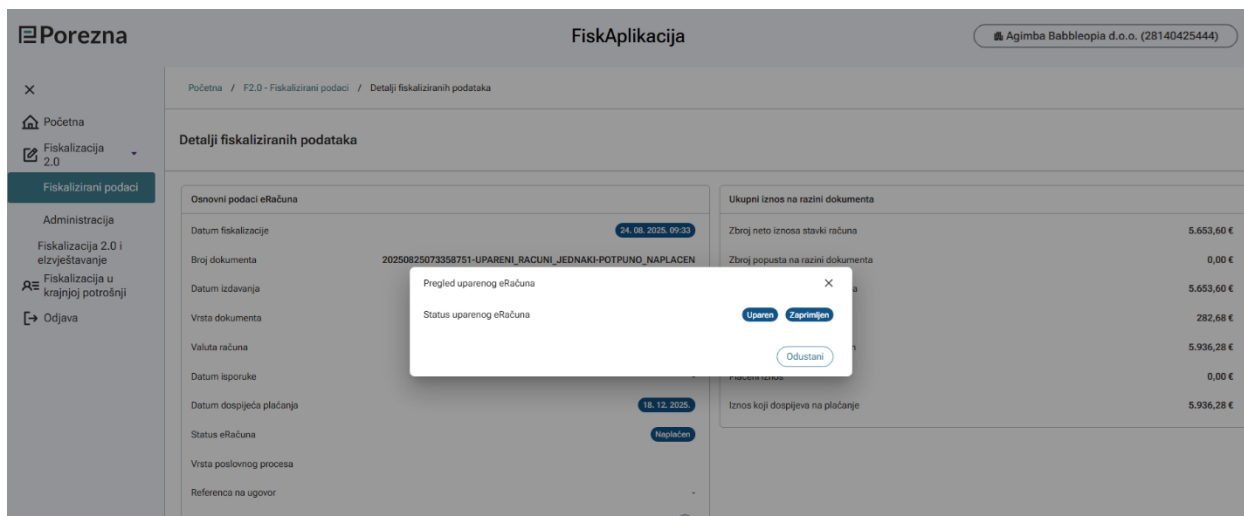 Porezna
FiskAplikacija
Agimba Babbleopia d.o.o. (28140425444)
Početna / F2.0 - Fiskalizirani podaci / Detalji fiskaliziranih podataka
Početna
Fiskalizacija
2.0
Fiskalizirani podaci
Administracija
Fiskalizacija 2.0 i
eIzvještavanje
Fiskalizacija u
krajnjoj potrošnji
Odjava
Detalji fiskaliziranih podataka
Osnovni podaci eRačuna
Datum fiskalizacije 24. 08. 2025. 09:33
Broj dokumenta 20250825073358751-UPARENI_RACUNI_JEDNAKI-POTPUNO_NAPLACEN
Datum izdavanja
Vrsta dokumenta
Valuta računa
Datum isporuke -
Datum dospijeća plaćanja 18. 12. 2025.
Status eRačuna Naplaćen
Vrsta poslovnog procesa
Referenca na ugovor -
Pregled uparenog eRačuna
Status uparenog eRačuna Uparen Zaprimljen
Odustani
Ukupni iznos na razini dokumenta
Zbroj neto iznosa stavki računa 5.653,60 €
Zbroj popusta na razini dokumenta 0,00 €
5.653,60 €
282,68 €
5.936,28 €
Plaćeni iznos 0,00 €
Iznos koji dospijeva na plaćanje 5.936,28 €